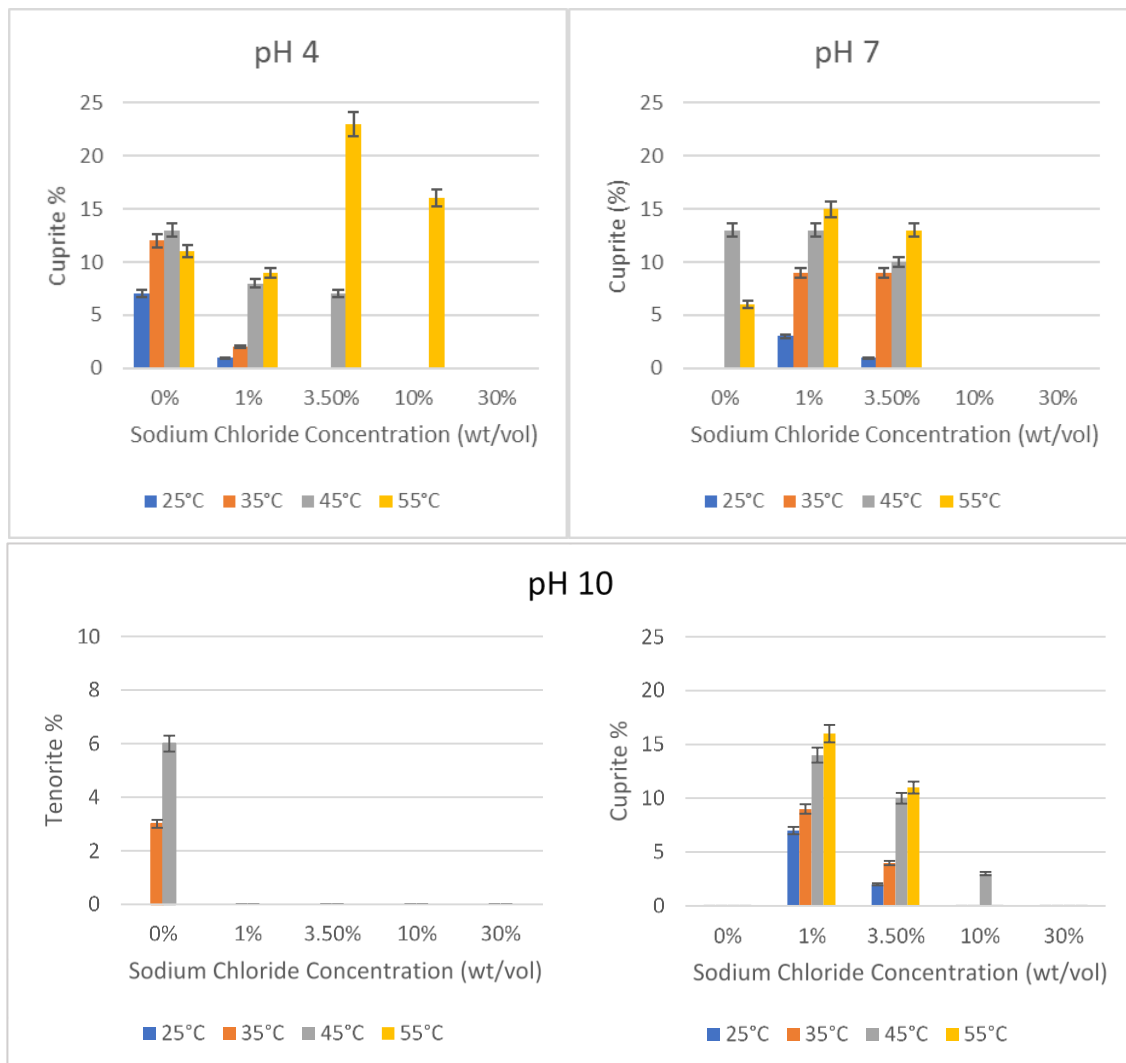 pH 4
25
20
15
10
5
0
Cuprite %
0% 1% 3.50% 10% 30%
Sodium Chloride Concentration (wt/vol)
25°C 35°C 45°C 55°C
pH 7
25
20
15
10
5
0
Cuprite (%)
0% 1% 3.50% 10% 30%
Sodium Chloride Concentration (wt/vol)
25°C 35°C 45°C 55°C
pH 10
10
8
6
4
2
0
Tenorite %
0% 1% 3.50% 10% 30%
Sodium Chloride Concentration (wt/vol)
25°C 35°C 45°C 55°C
25
20
15
10
5
0
Cuprite %
0% 1% 3.50% 10% 30%
Sodium Chloride Concentration (wt/vol)
25°C 35°C 45°C 55°C